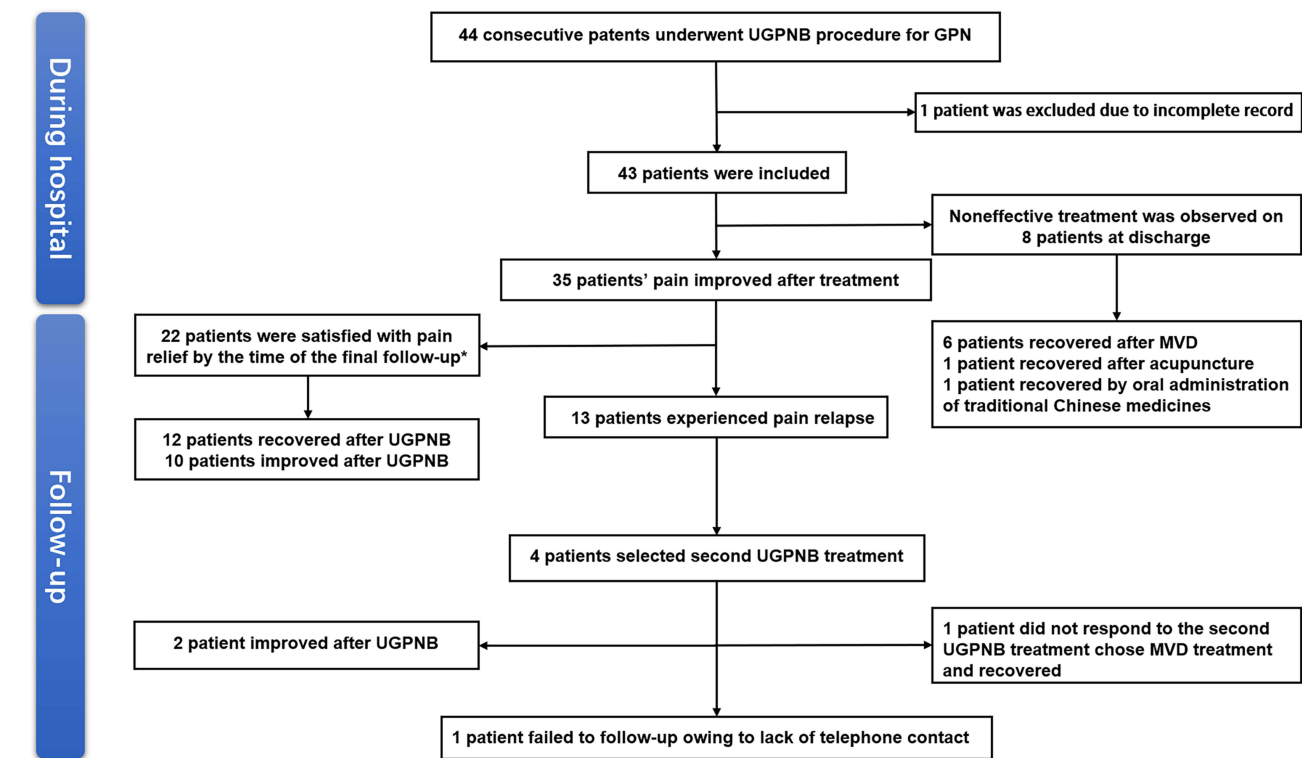 During hospital
44 consecutive patents underwent UGPNB procedure for GPN
1 patient was excluded due to incomplete record
43 patients were included
Noneffective treatment was observed on
8 patients at discharge
35 patients’ pain improved after treatment
Follow-up
22 patients were satisfied with pain
relief by the time of the final follow-up*
6 patients recovered after MVD
1 patient recovered after acupuncture
1 patient recovered by oral administration
of traditional Chinese medicines
13 patients experienced pain relapse
12 patients recovered after UGPNB
10 patients improved after UGPNB
4 patients selected second UGPNB treatment
2 patient improved after UGPNB
1 patient did not respond to the second
UGPNB treatment chose MVD treatment
and recovered
1 patient failed to follow-up owing to lack of telephone contact